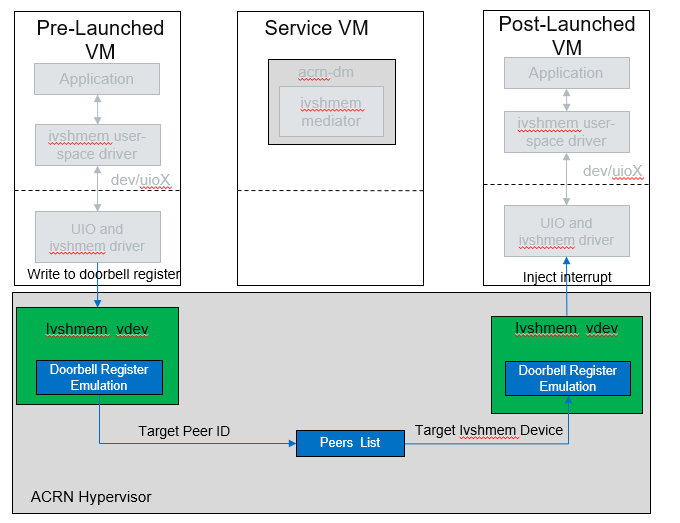 Pre-Launched
VM
Application
ivshmem user-
space driver
dev/uioX
UIO and
ivshmem driver
Write to doorbell register
Service VM
acrn-dm
ivshmem
mediator
Post-Launched
VM
Application
ivshmem user-
space driver
dev/uioX
UIO and
ivshmem driver
Inject interrupt
Ivshmem vdev
Doorbell Register
Emulation
Ivshmem vdev
Doorbell Register
Emulation
Target Peer ID
Peers List
Target Ivshmem Device
ACRN Hypervisor